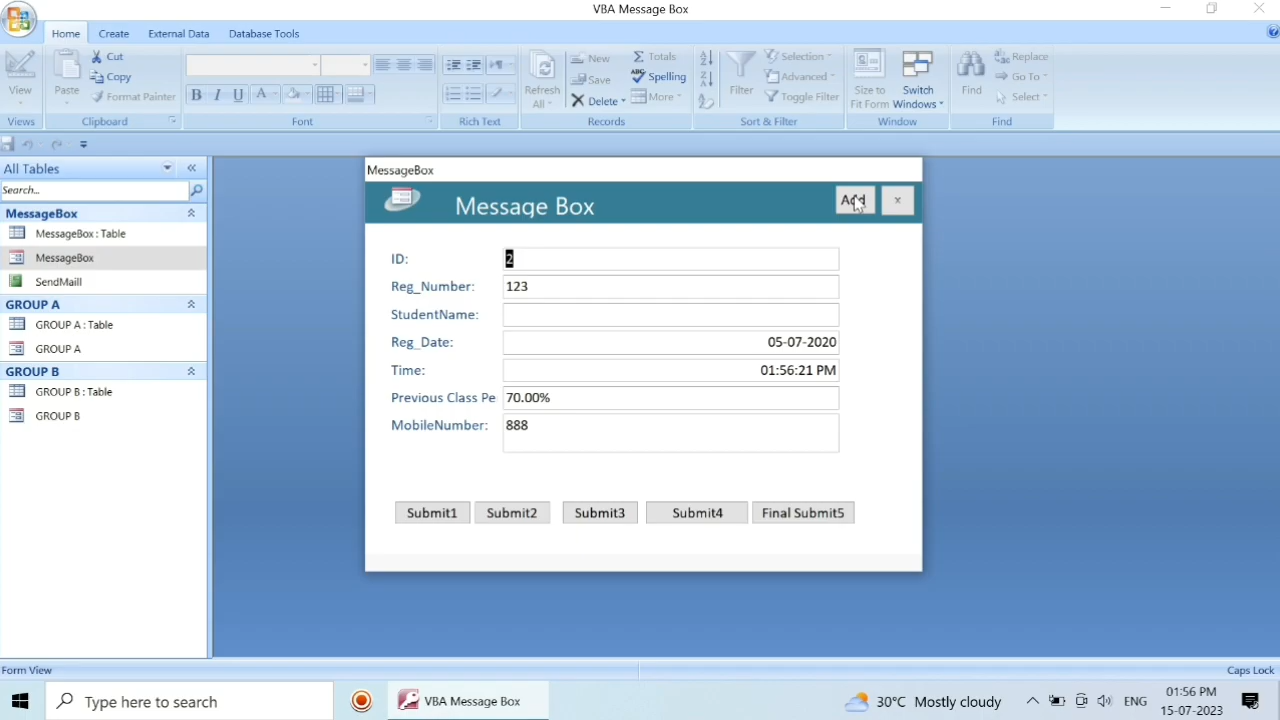 VBA Message Box
Home Create External Data Database Tools
View
Views
Paste
Cut
Copy
Format Painter
Clipboard
B I U A
Font
Rich Text
Refresh
All
New
Save
Delete
Totals
Spelling
More
Records
Filter
Selection
Advanced
Toggle Filter
Sort & Filter
Size to
Fit Form
Switch
Windows
Window
Find
Replace
Go To
Select
Find
All Tables
Search...
MessageBox
MessageBox : Table
MessageBox
SendMaill
GROUP A
GROUP A : Table
GROUP A
GROUP B
GROUP B : Table
GROUP B
MessageBox
Message Box
Add x
ID: 2
Reg_Number: 123
StudentName:
Reg_Date: 05-07-2020
Time: 01:56:21 PM
Previous Class Pe 70.00%
MobileNumber: 888
Submit1 Submit2 Submit3 Submit4 Final Submit5
Form View
Caps Lock
Type here to search
VBA Message Box
30°C Mostly cloudy
ENG
01:56 PM
15-07-2023